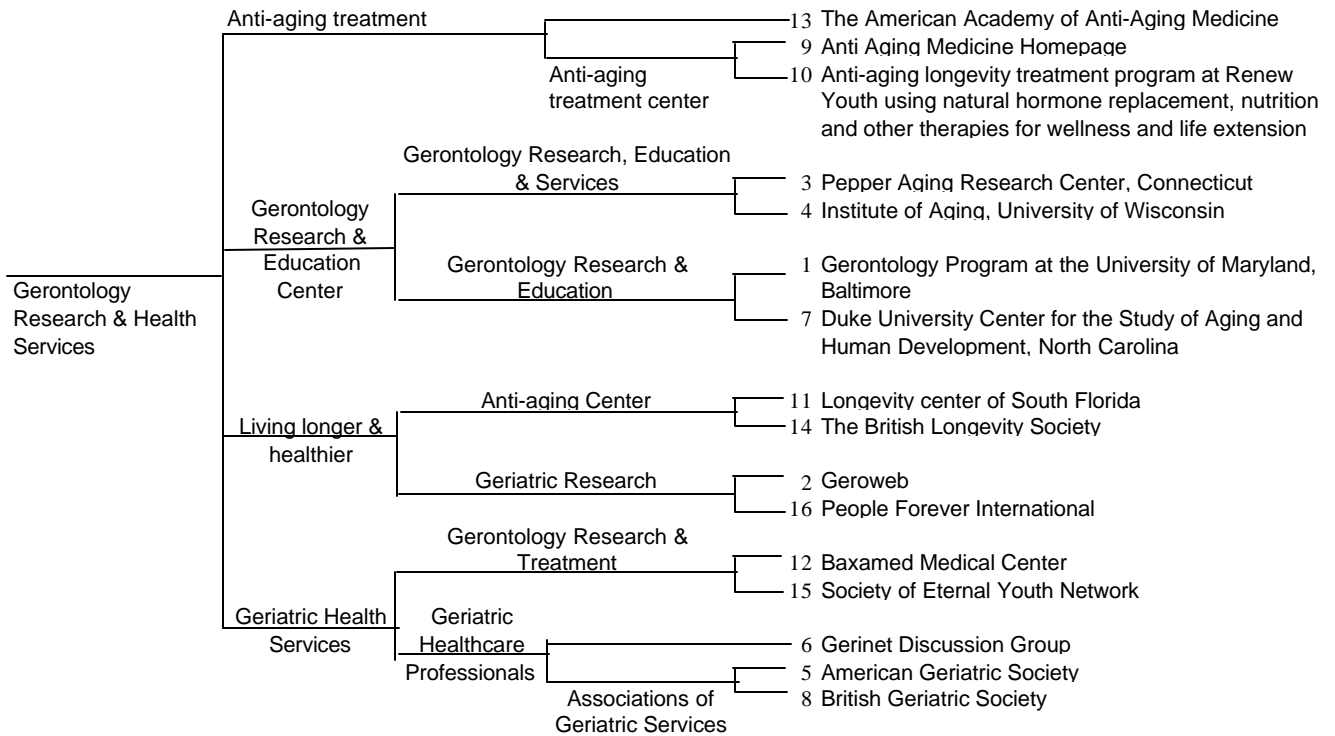 Anti-aging treatment
13 The American Academy of Anti-Aging Medicine
9 Anti Aging Medicine Homepage
Anti-aging
treatment center
10 Anti-aging longevity treatment program at Renew
Youth using natural hormone replacement, nutrition
and other therapies for wellness and life extension
Gerontology Research, Education
& Services
3 Pepper Aging Research Center, Connecticut
4 Institute of Aging, University of Wisconsin
Gerontology
Research &
Education
Center
Gerontology Research &
Education
1 Gerontology Program at the University of Maryland,
Baltimore
7 Duke University Center for the Study of Aging and
Human Development, North Carolina
Gerontology
Research & Health
Services
Anti-aging Center
11 Longevity center of South Florida
14 The British Longevity Society
Living longer &
healthier
Geriatric Research
2 Geroweb
16 People Forever International
Gerontology Research &
Treatment
12 Baxamed Medical Center
15 Society of Eternal Youth Network
Geriatric Health
Services
Geriatric
Healthcare
Professionals
6 Gerinet Discussion Group
5 American Geriatric Society
8 British Geriatric Society
Associations of
Geriatric Services